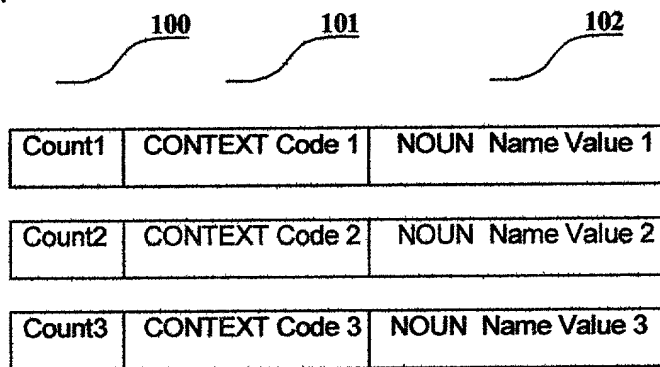 100 101 102
Count1 CONTEXT Code 1 NOUN Name Value 1
Count2 CONTEXT Code 2 NOUN Name Value 2
Count3 CONTEXT Code 3 NOUN Name Value 3